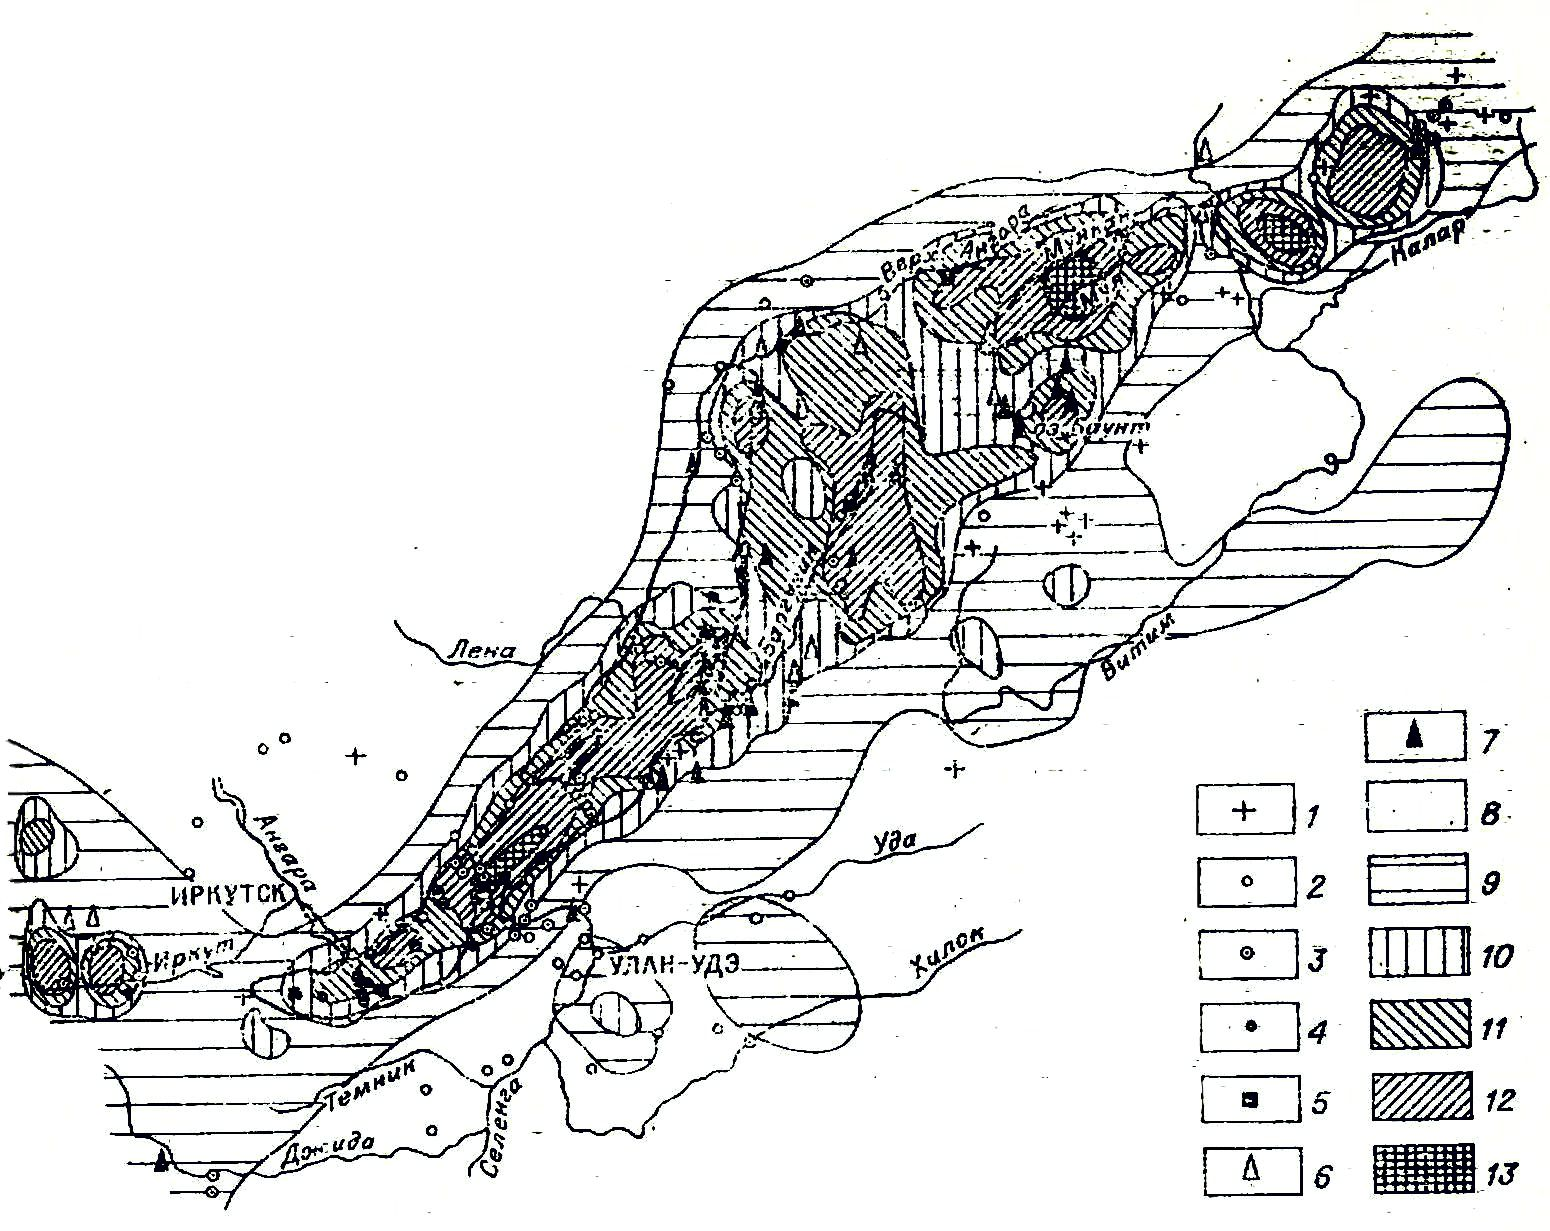 Верх. Ангара
Муякан
Муя
Калар
оз. Баунт
Баргузин
Лена
Витим
Ангара
Уда
ИРКУТСК
Иркут
УЛАН-УДЭ
Хилок
Темник
Джида
Селенга
1
2
3
4
5
6
7
8
9
10
11
12
13